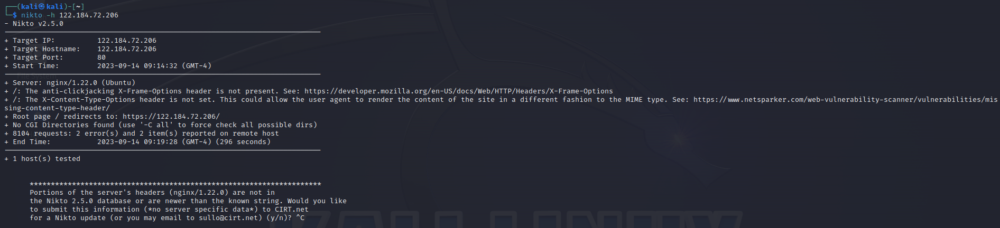 ┌──(kali㉿kali)-[~]
└─$ nikto -h 122.184.72.206
- Nikto v2.5.0
---------------------------------------------------------------------------
+ Target IP:          122.184.72.206
+ Target Hostname:    122.184.72.206
+ Target Port:        80
+ Start Time:         2023-09-14 09:14:32 (GMT-4)
---------------------------------------------------------------------------
+ Server: nginx/1.22.0 (Ubuntu)
+ /: The anti-clickjacking X-Frame-Options header is not present. See: https://developer.mozilla.org/en-US/docs/Web/HTTP/Headers/X-Frame-Options
+ /: The X-Content-Type-Options header is not set. This could allow the user agent to render the content of the site in a different fashion to the MIME type. See: https://www.netsparker.com/web-vulnerability-scanner/vulnerabilities/mis
sing-content-type-header/
+ Root page / redirects to: https://122.184.72.206/
+ No CGI Directories found (use '-C all' to force check all possible dirs)
+ 8104 requests: 2 error(s) and 2 item(s) reported on remote host
+ End Time:           2023-09-14 09:19:28 (GMT-4) (296 seconds)
---------------------------------------------------------------------------
+ 1 host(s) tested
*********************************************************************
Portions of the server's headers (nginx/1.22.0) are not in
the Nikto 2.5.0 database or are newer than the known string. Would you like
to submit this information (*no server specific data*) to CIRT.net
for a Nikto update (or you may email to sullo@cirt.net) (y/n)? ^C
File System
KALI LINUX